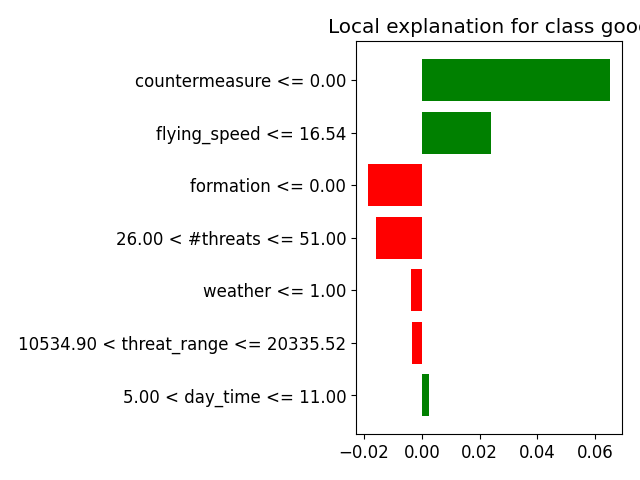 Local explanation for class good
countermeasure <= 0.00
flying_speed <= 16.54
formation <= 0.00
26.00 < #threats <= 51.00
weather <= 1.00
10534.90 < threat_range <= 20335.52
5.00 < day_time <= 11.00
−0.02 0.00 0.02 0.04 0.06